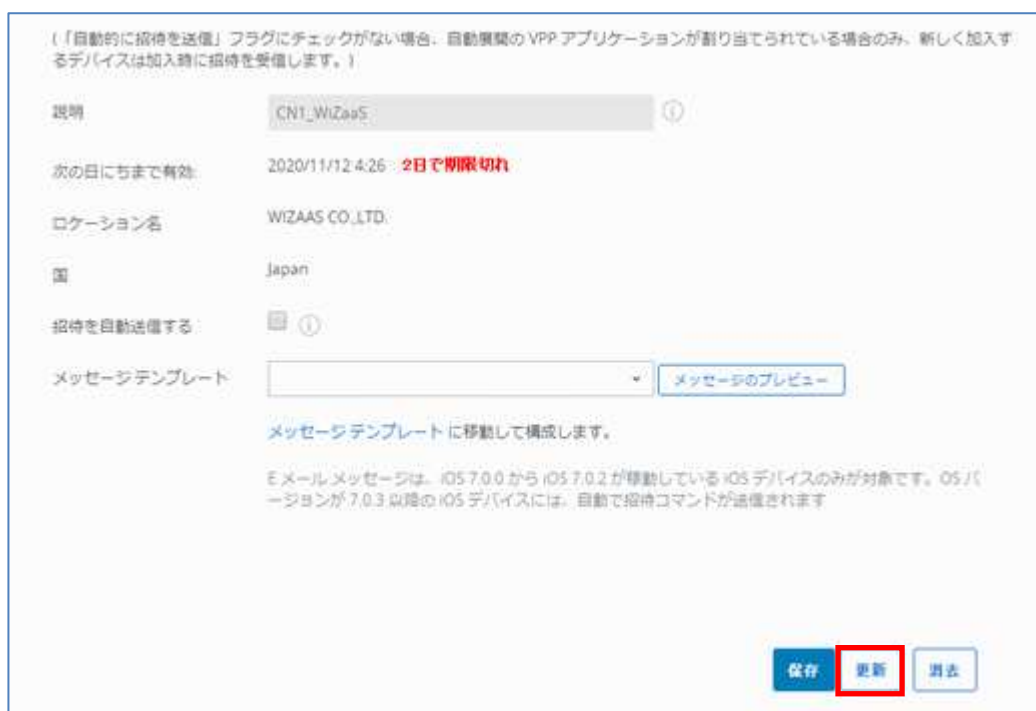 (「自動的に招待を送信」フラグにチェックがない場合、自動展開の VPP アプリケーションが割り当てられている場合のみ、新しく加入す
るデバイスは加入時に招待を受信します。)
説明 CN1_WiZaaS
次の日にちまで有効: 2020/11/12 4:26 2日で期限切れ
ロケーション名 WIZAAS CO.,LTD.
国 Japan
招待を自動送信する
メッセージ テンプレート メッセージのプレビュー
メッセージ テンプレート に移動して構成します。
E メール メッセージは、iOS 7.0.0 から iOS 7.0.2 が稼動している iOS デバイスのみが対象です。OS バ
ージョンが 7.0.3 以降の iOS デバイスには、自動で招待コマンドが送信されます
保存 更新 消去